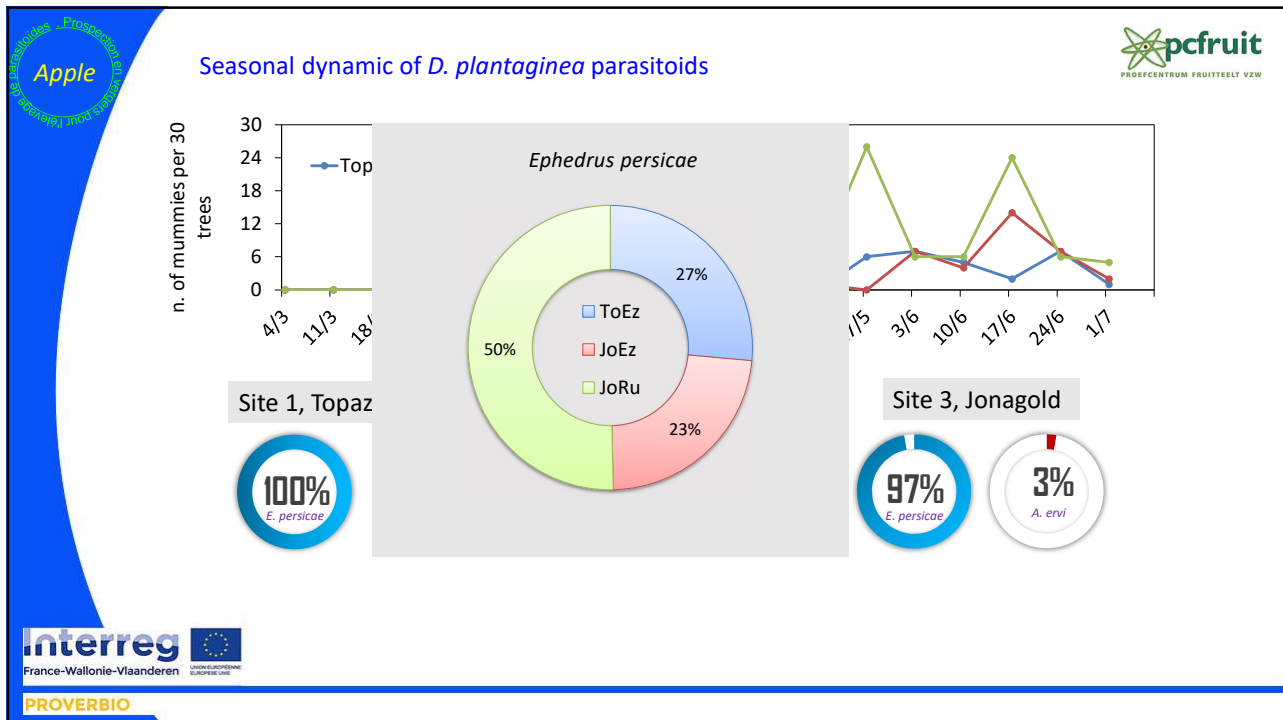 Prospection en vergers pour l'élevage de parasitoïdes -
Apple
Seasonal dynamic of D. plantaginea parasitoids
pcfruit
PROEFCENTRUM FRUITTEELT VZW
n. of mummies per 30
trees
30
24
18
12
6
0
Top
4/3
11/3
18/
7/5
3/6
10/6
17/6
24/6
1/7
Ephedrus persicae
27%
50%
23%
ToEz
JoEz
JoRu
Site 1, Topaz
100%
E. persicae
Site 3, Jonagold
97%
E. persicae
3%
A. ervi
Interreg
France-Wallonie-Vlaanderen
UNION EUROPÉENNE
EUROPESE UNIE
PROVERBIO